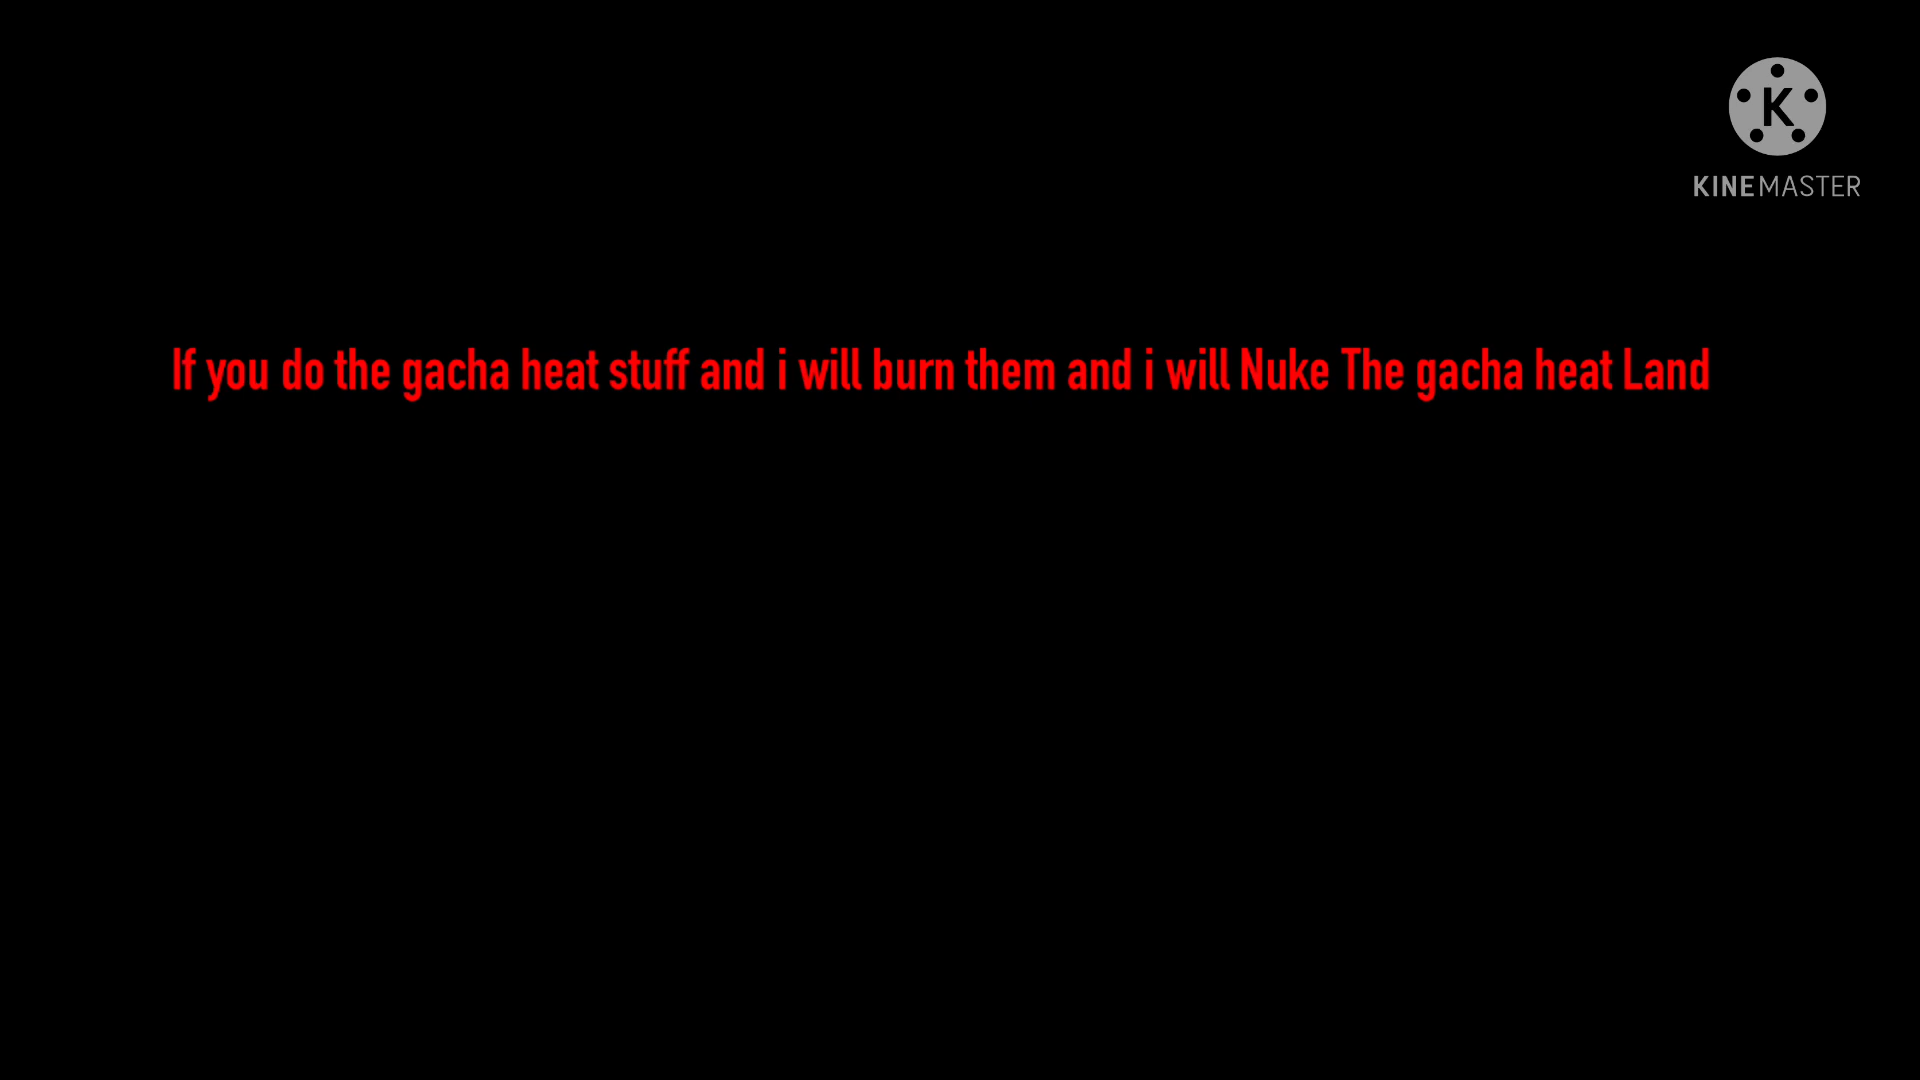 K
KINEMASTER
If you do the gacha heat stuff and i will burn them and i will Nuke The gacha heat Land